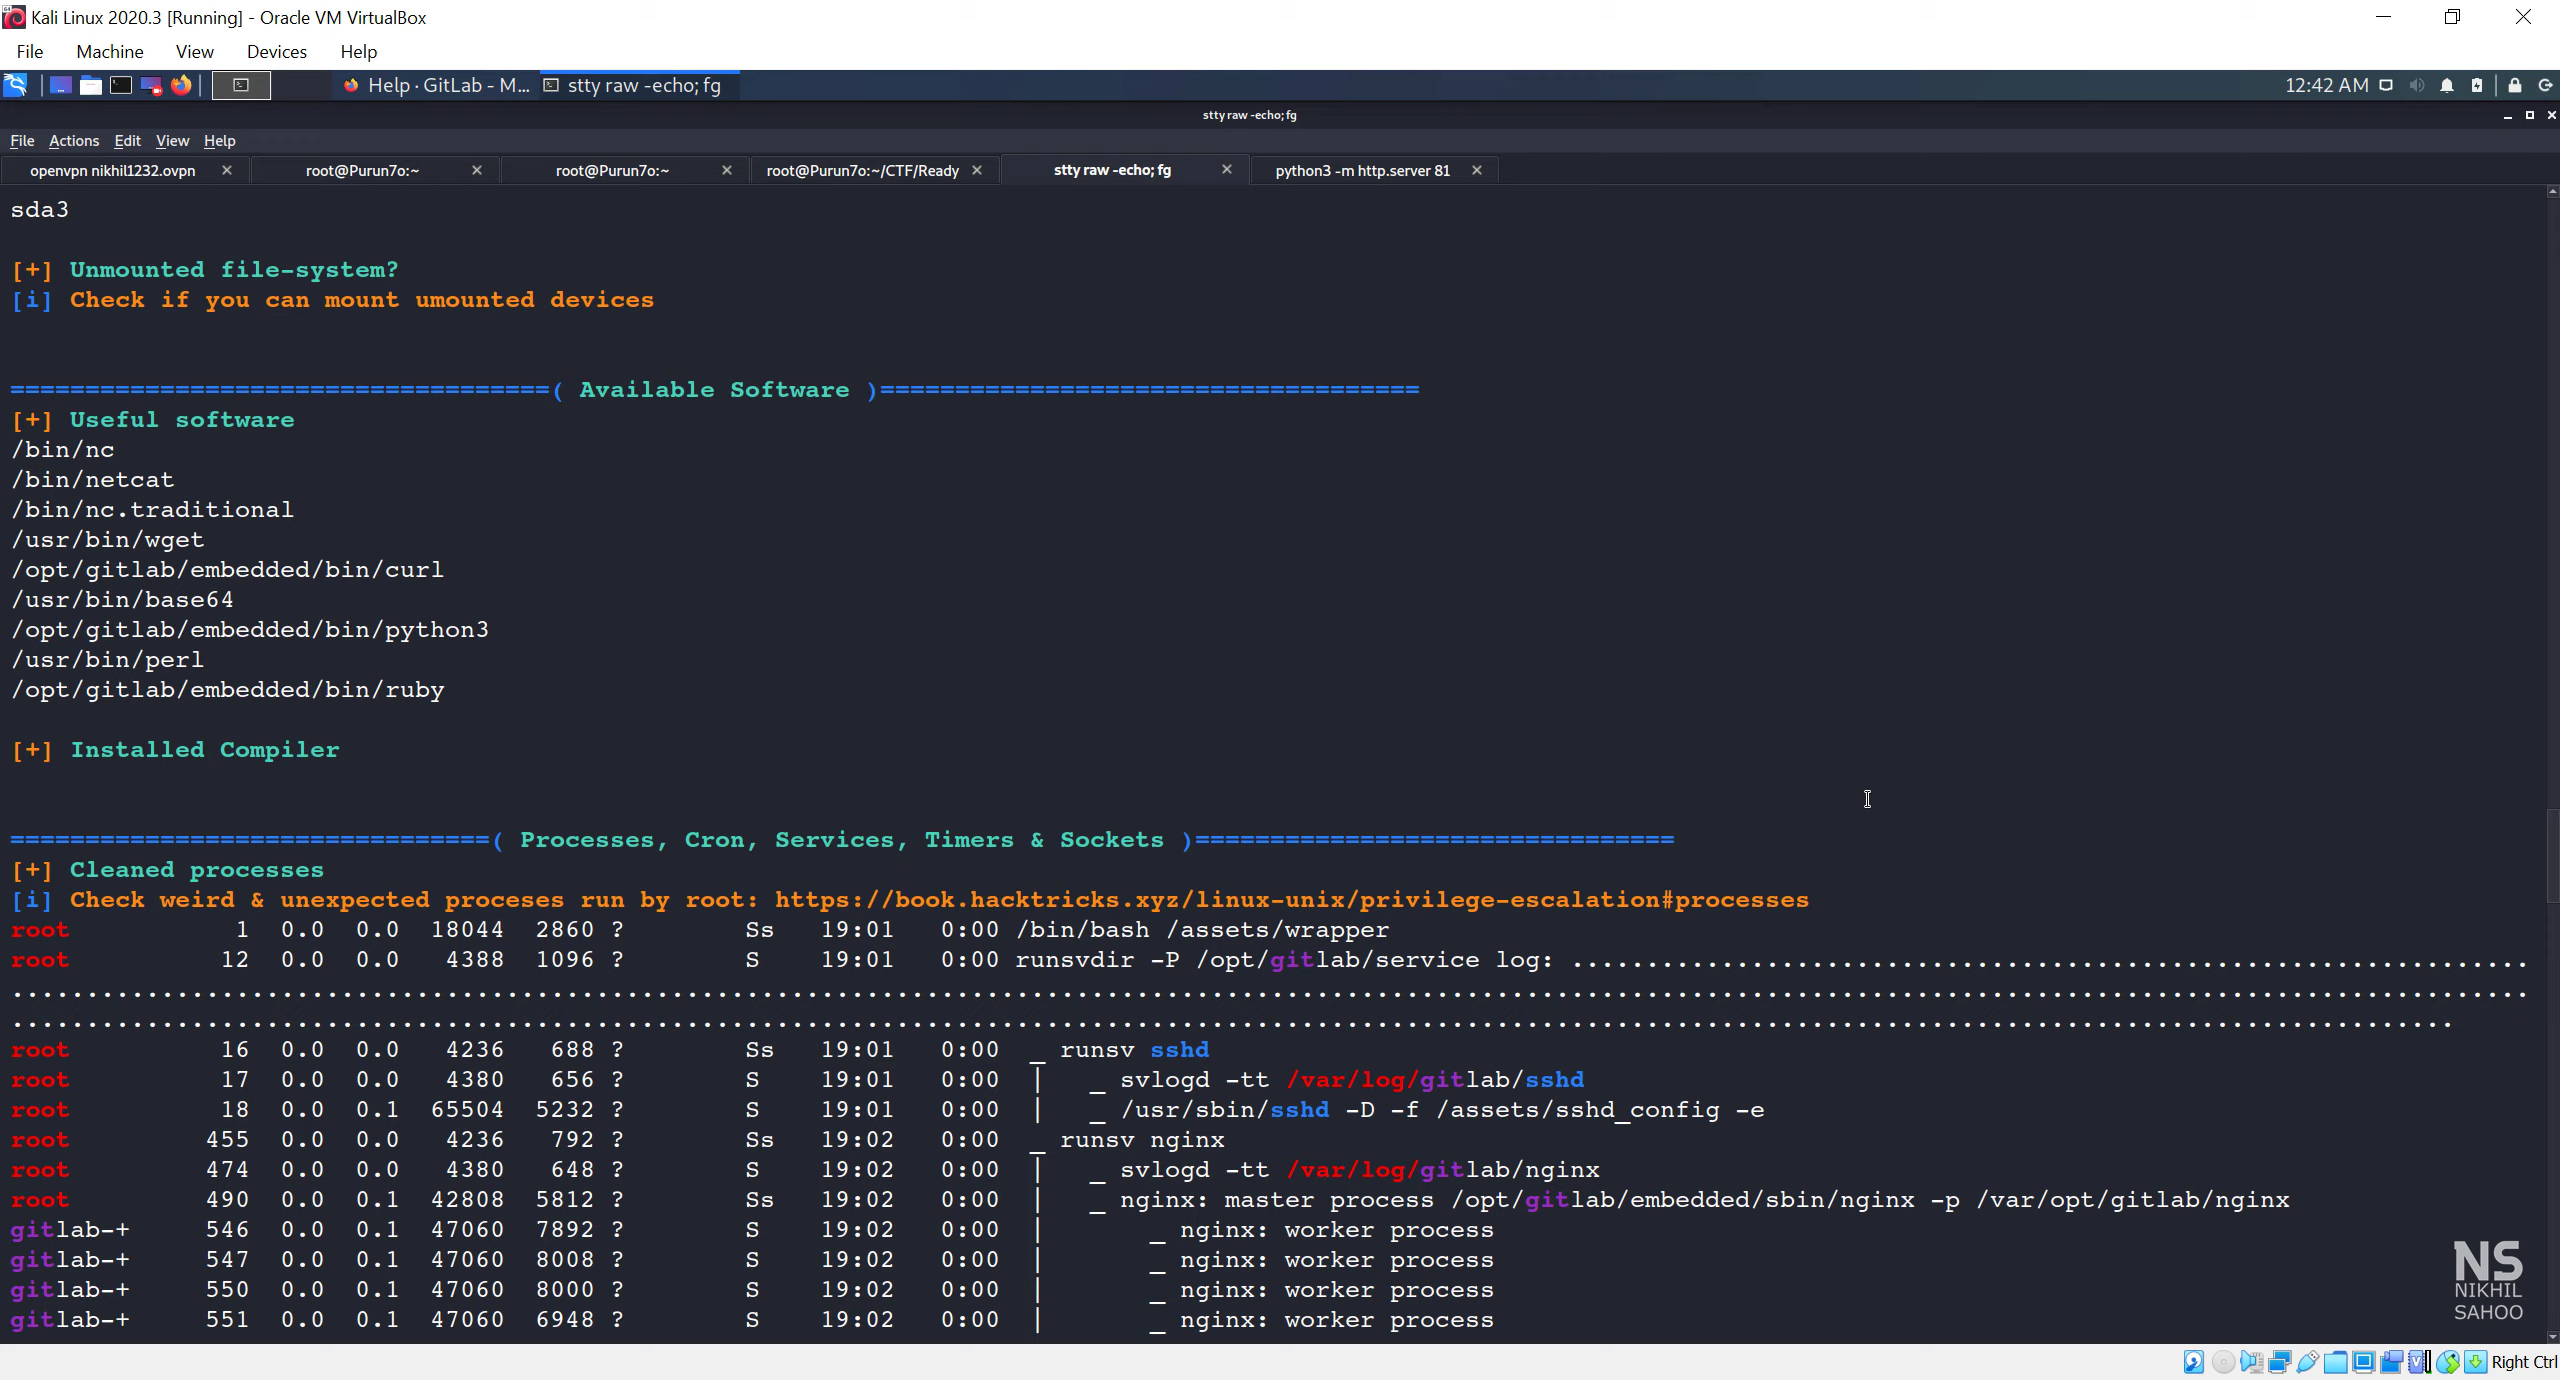 Kali Linux 2020.3 [Running] - Oracle VM VirtualBox
File Machine View Devices Help
Help · GitLab - M... stty raw -echo; fg 12:42 AM
stty raw -echo; fg
File Actions Edit View Help
openvpn nikhil1232.ovpn root@Purun7o:~ root@Purun7o:~ root@Purun7o:~/CTF/Ready stty raw -echo; fg python3 -m http.server 81
sda3
[+] Unmounted file-system?
[i] Check if you can mount umounted devices
====================================( Available Software )====================================
[+] Useful software
/bin/nc
/bin/netcat
/bin/nc.traditional
/usr/bin/wget
/opt/gitlab/embedded/bin/curl
/usr/bin/base64
/opt/gitlab/embedded/bin/python3
/usr/bin/perl
/opt/gitlab/embedded/bin/ruby
[+] Installed Compiler
================================( Processes, Cron, Services, Timers & Sockets )================================
[+] Cleaned processes
[i] Check weird & unexpected proceses run by root: https://book.hacktricks.xyz/linux-unix/privilege-escalation#processes
root 1 0.0 0.0 18044 2860 ? Ss 19:01 0:00 /bin/bash /assets/wrapper
root 12 0.0 0.0 4388 1096 ? S 19:01 0:00 runsvdir -P /opt/gitlab/service log: ................................................................
........................................................................................................................................................................
...................................................................................................................................................................
root 16 0.0 0.0 4236 688 ? Ss 19:01 0:00 _ runsv sshd
root 17 0.0 0.0 4380 656 ? S 19:01 0:00 | _ svlogd -tt /var/log/gitlab/sshd
root 18 0.0 0.1 65504 5232 ? S 19:01 0:00 | _ /usr/sbin/sshd -D -f /assets/sshd_config -e
root 455 0.0 0.0 4236 792 ? Ss 19:02 0:00 _ runsv nginx
root 474 0.0 0.0 4380 648 ? S 19:02 0:00 | _ svlogd -tt /var/log/gitlab/nginx
root 490 0.0 0.1 42808 5812 ? Ss 19:02 0:00 | _ nginx: master process /opt/gitlab/embedded/sbin/nginx -p /var/opt/gitlab/nginx
gitlab-+ 546 0.0 0.1 47060 7892 ? S 19:02 0:00 | _ nginx: worker process
gitlab-+ 547 0.0 0.1 47060 8008 ? S 19:02 0:00 | _ nginx: worker process
gitlab-+ 550 0.0 0.1 47060 8000 ? S 19:02 0:00 | _ nginx: worker process
gitlab-+ 551 0.0 0.1 47060 6948 ? S 19:02 0:00 | _ nginx: worker process
NS
NIKHIL
SAHOO
Right Ctrl